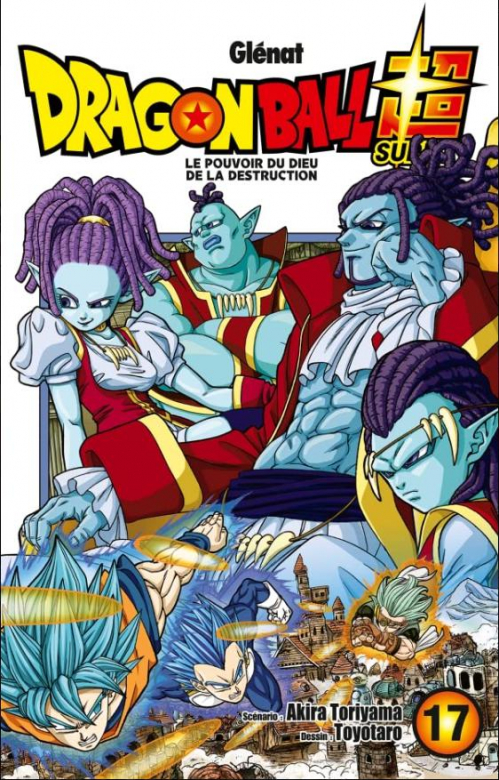 Glénat
DRAGON BALL 超
SUPER
LE POUVOIR DU DIEU
DE LA DESTRUCTION
Scénario : Akira Toriyama
Dessin : Toyotaro
17